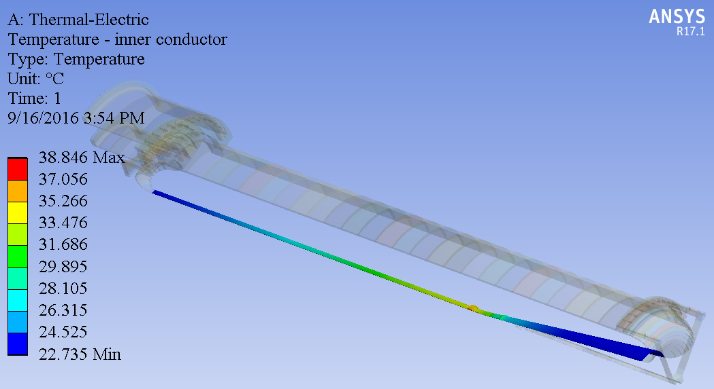 A: Thermal-Electric
Temperature - inner conductor
Type: Temperature
Unit: °C
Time: 1
9/16/2016 3:54 PM
ANSYS
R17.1
38.846 Max
37.056
35.266
33.476
31.686
29.895
28.105
26.315
24.525
22.735 Min